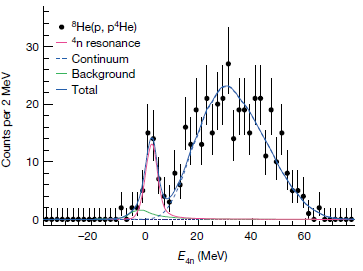 ⁸He(p, p⁴He)
⁴n resonance
Continuum
Background
Total
Counts per 2 MeV
30
20
10
0
–20
0
20
40
60
E₄ₙ (MeV)